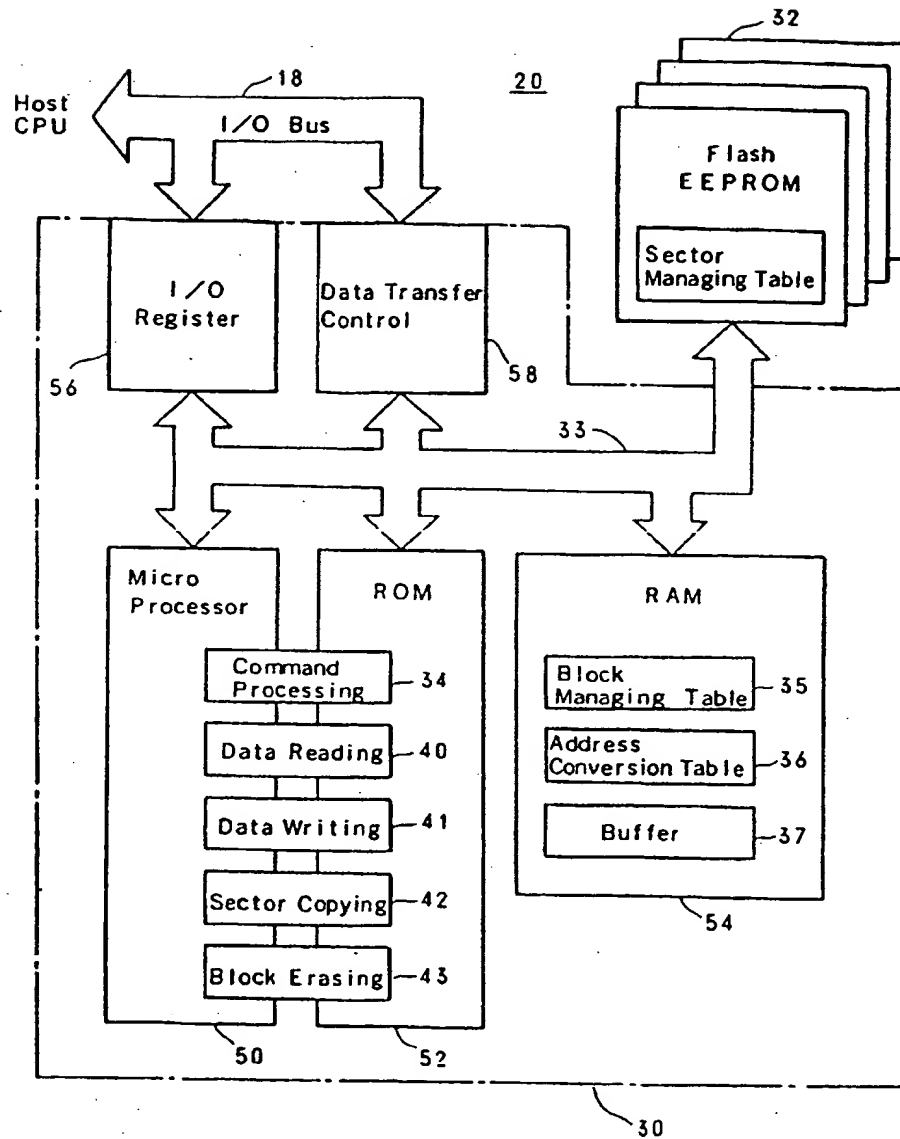 32
18
20
Host
CPU
I/O Bus
Flash
EEPROM
Sector
Managing Table
I/O
Register
Data Transfer
Control
56
58
33
Micro
Processor
ROM
RAM
Command
Processing
34
Block
Managing Table
35
Data Reading
40
Address
Conversion Table
36
Data Writing
41
Buffer
37
Sector Copying
42
54
Block Erasing
43
50
52
30